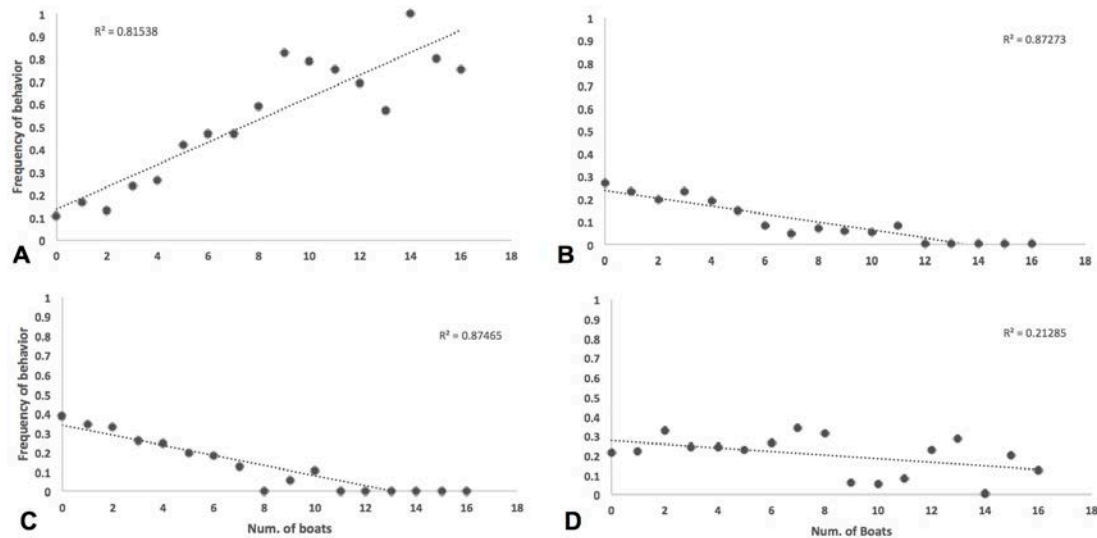 Frequency of behavior
1
0.9
0.8
0.7
0.6
0.5
0.4
0.3
0.2
0.1
0
R² = 0.81538
0 2 4 6 8 10 12 14 16 18
A
1
0.9
0.8
0.7
0.6
0.5
0.4
0.3
0.2
0.1
0
R² = 0.87273
0 2 4 6 8 10 12 14 16 18
B
Frequency of behavior
1
0.9
0.8
0.7
0.6
0.5
0.4
0.3
0.2
0.1
0
R² = 0.87465
0 2 4 6 8 10 12 14 16 18
Num. of boats
C
1
0.9
0.8
0.7
0.6
0.5
0.4
0.3
0.2
0.1
0
R² = 0.21285
0 2 4 6 8 10 12 14 16 18
Num. of Boats
D